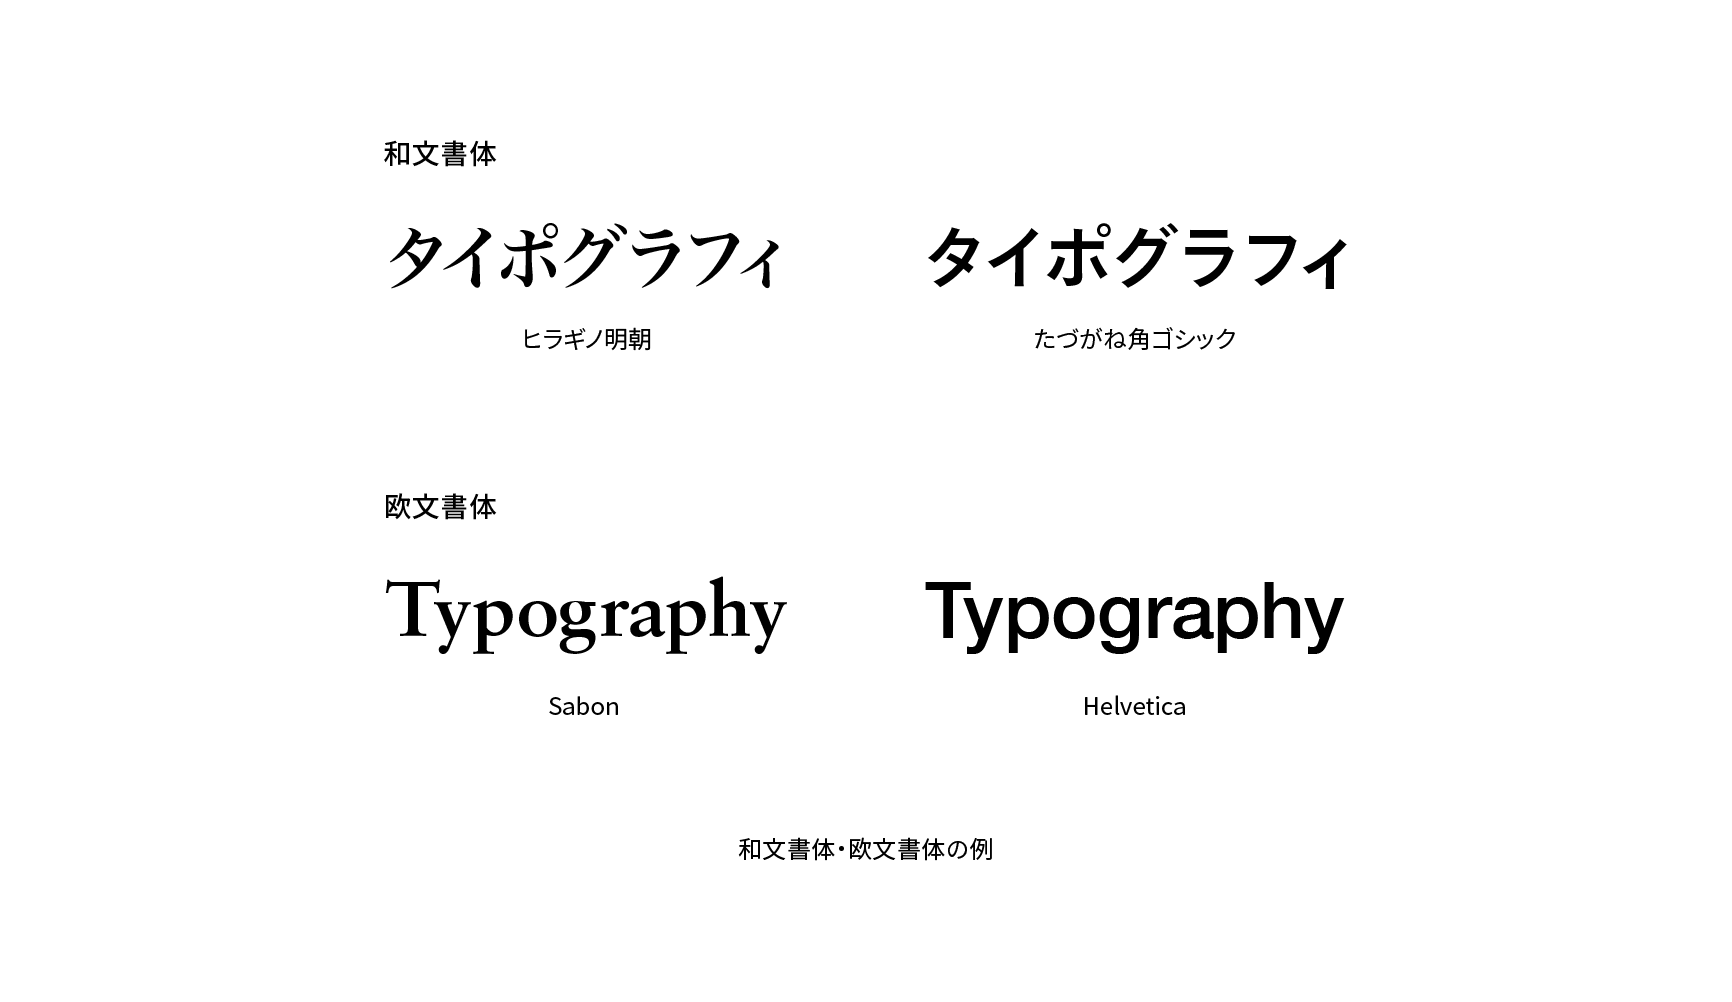 和文書体
タイポグラフィ タイポグラフィ
ヒラギノ明朝 たづがね角ゴシック
欧文書体
Typography Typography
Sabon Helvetica
和文書体・欧文書体の例